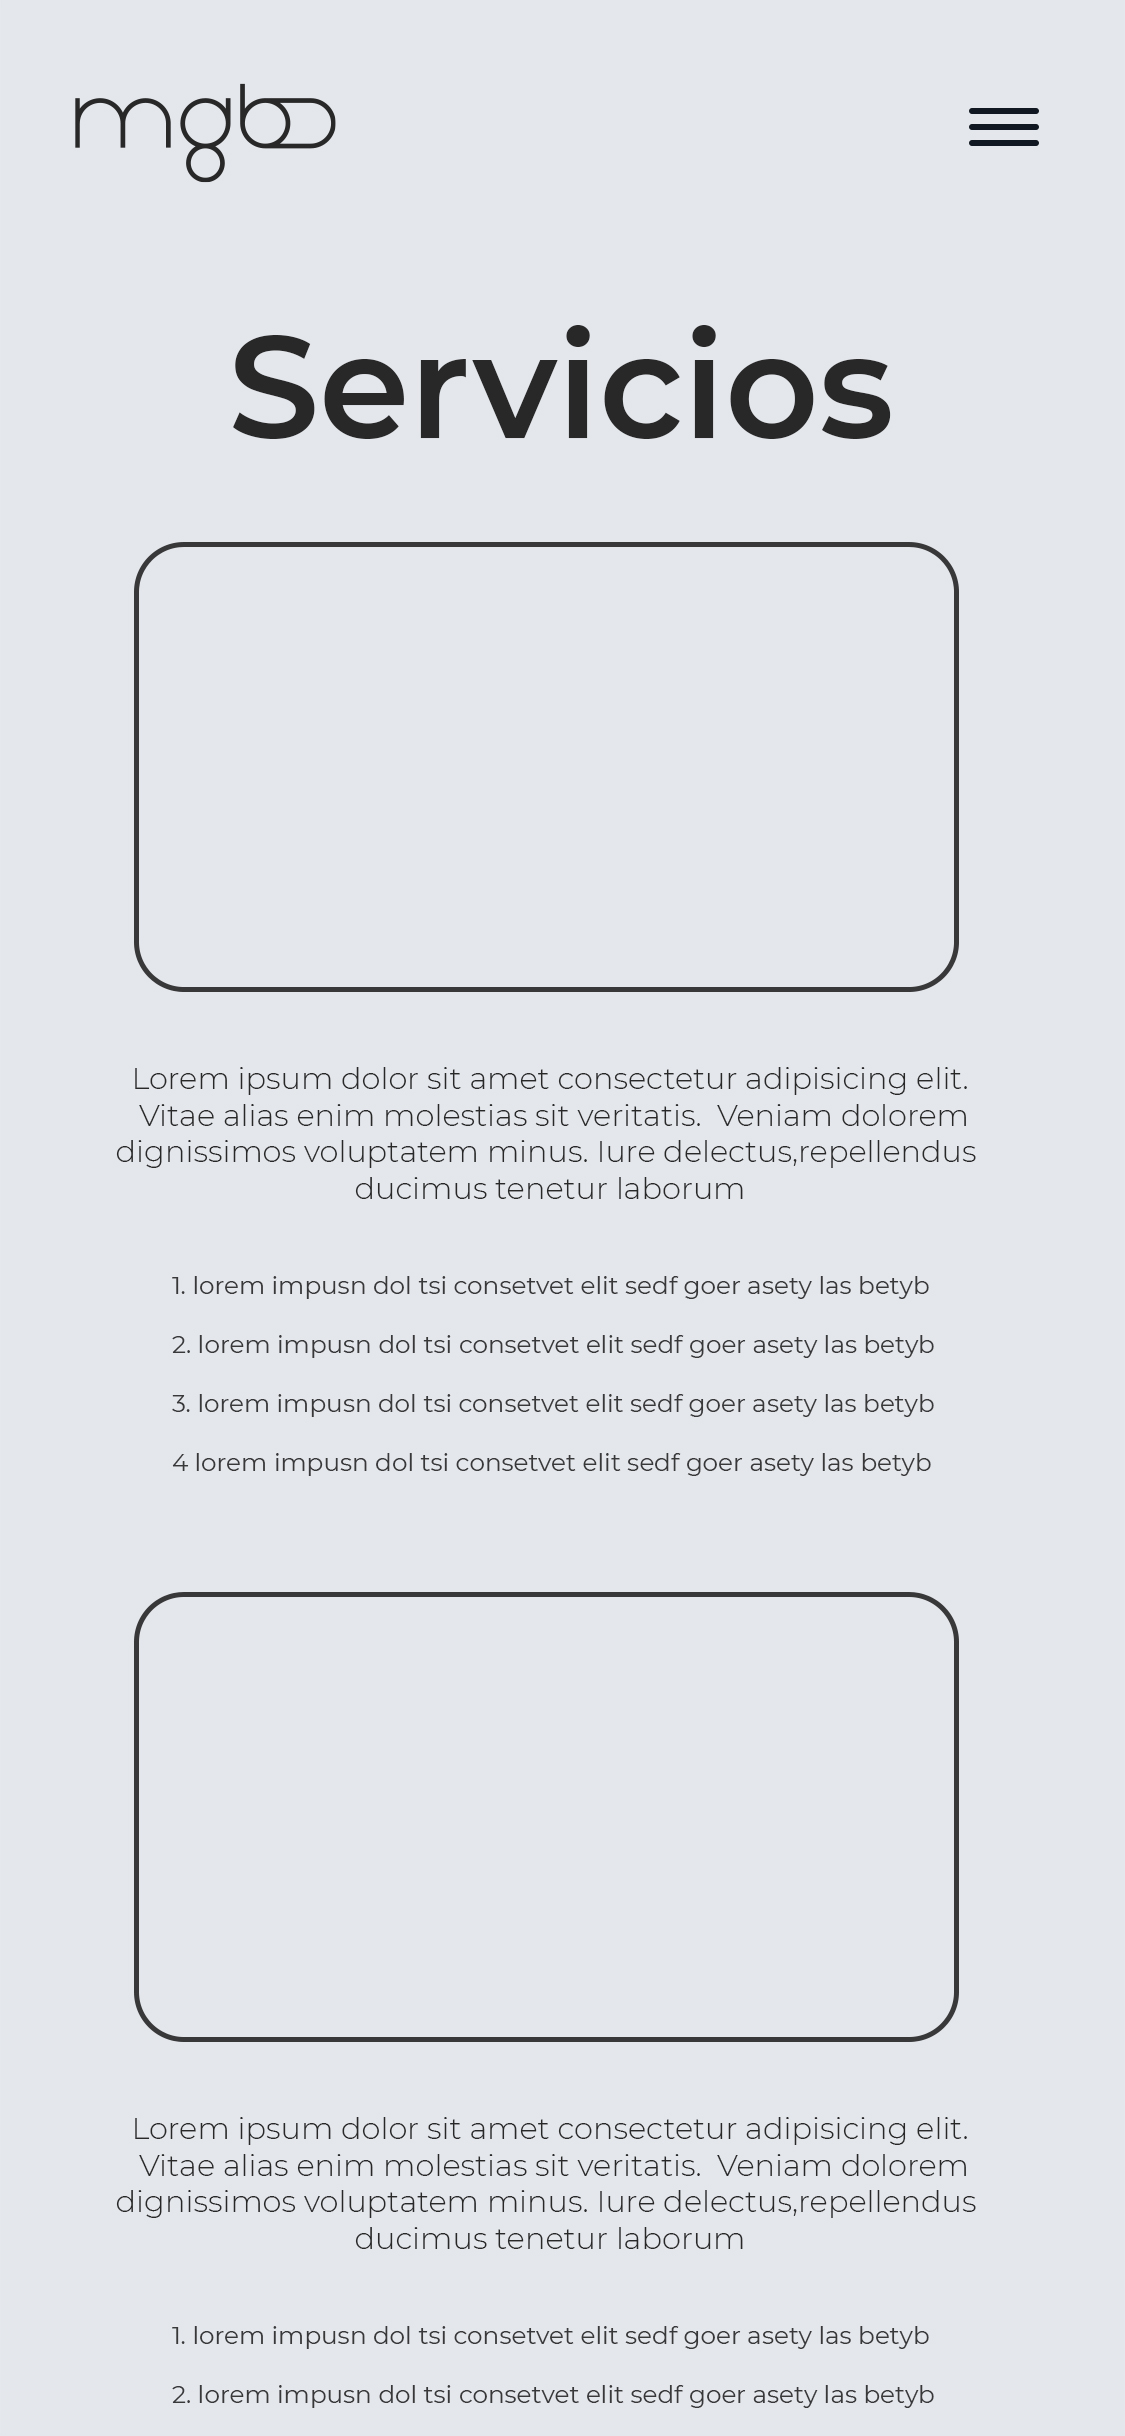 mgb
Servicios
Lorem ipsum dolor sit amet consectetur adipisicing elit.
Vitae alias enim molestias sit veritatis.  Veniam dolorem
dignissimos voluptatem minus. Iure delectus,repellendus
ducimus tenetur laborum
1. lorem impusn dol tsi consetvet elit sedf goer asety las betyb
2. lorem impusn dol tsi consetvet elit sedf goer asety las betyb
3. lorem impusn dol tsi consetvet elit sedf goer asety las betyb
4 lorem impusn dol tsi consetvet elit sedf goer asety las betyb
Lorem ipsum dolor sit amet consectetur adipisicing elit.
Vitae alias enim molestias sit veritatis.  Veniam dolorem
dignissimos voluptatem minus. Iure delectus,repellendus
ducimus tenetur laborum
1. lorem impusn dol tsi consetvet elit sedf goer asety las betyb
2. lorem impusn dol tsi consetvet elit sedf goer asety las betyb